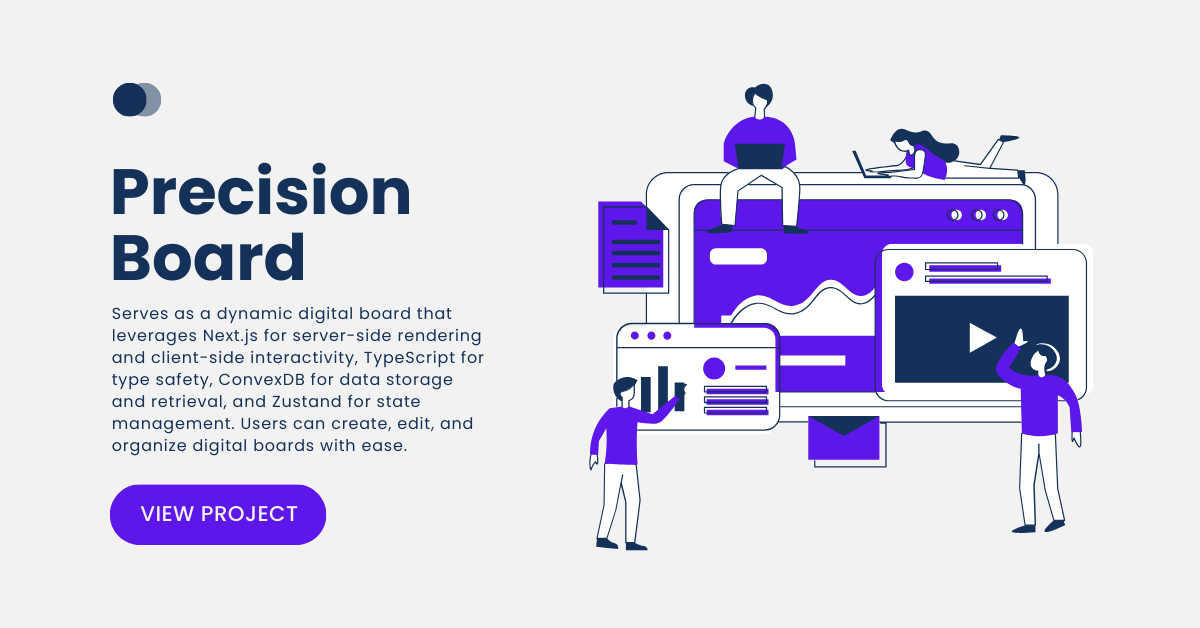 Precision
Board
Serves as a dynamic digital board that
leverages Next.js for server-side rendering
and client-side interactivity, TypeScript for
type safety, ConvexDB for data storage
and retrieval, and Zustand for state
management. Users can create, edit, and
organize digital boards with ease.
VIEW PROJECT